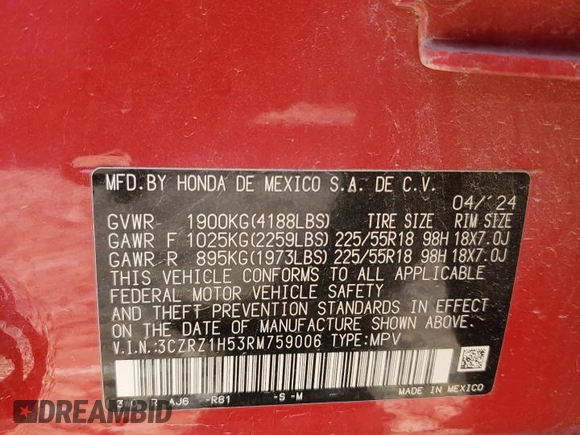 MFD.BY HONDA DE MEXICO S.A. DE C.V.
04/'24
GVWR 1900KG(4188LBS) TIRE SIZE RIM SIZE
GAWR F 1025KG(2259LBS) 225/55R18 98H 18X7.0J
GAWR R 895KG(1973LBS) 225/55R18 98H 18X7.0J
THIS VEHICLE CONFORMS TO ALL APPLICABLE
FEDERAL MOTOR VEHICLE SAFETY
AND THEFT PREVENTION STANDARDS IN EFFECT
ON THE DATE OF MANUFACTURE SHOWN ABOVE.
V.I.N.:3CZRZ1H53RM759006 TYPE:MPV
AJ6 -R81 -S -M
MADE IN MEXICO
DREAMBID